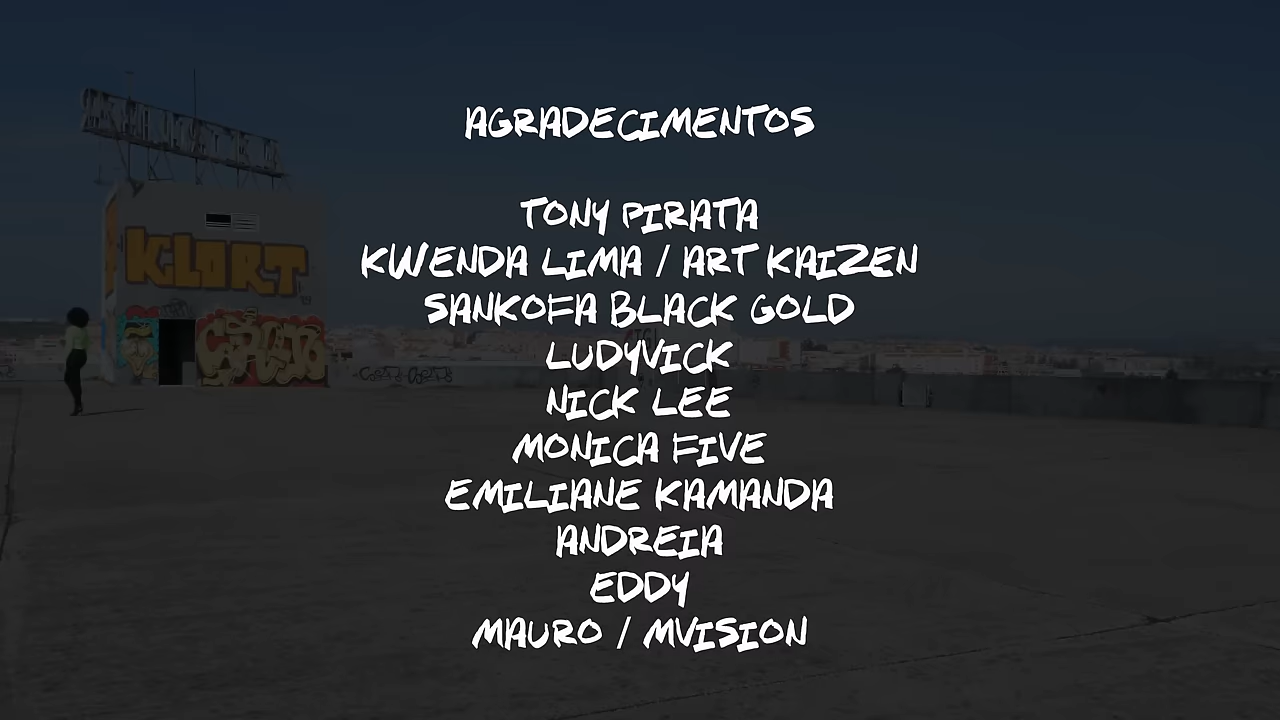 AGRADECIMENTOS
TONY PIRATA
KWENDA LIMA / ART KAIZEN
SANKOFA BLACK GOLD
LUDYVICK
NICK LEE
MONICA FIVE
EMILIANE KAMANDA
ANDREIA
EDDY
MAURO / MVISION
KLORT